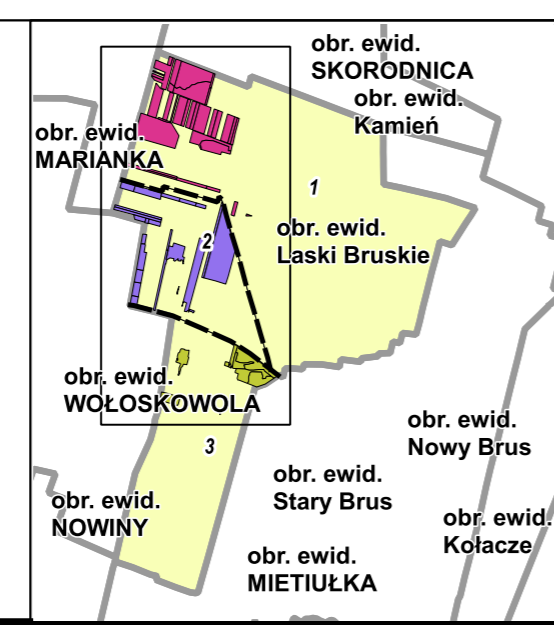 obr. ewid.
SKORODNICA
obr. ewid.
Kamień
obr. ewid.
MARIANKA
1
obr. ewid.
Laski Bruskie
2
obr. ewid.
WOŁOSKOWOLA
3
obr. ewid.
Nowy Brus
obr. ewid.
Stary Brus
obr. ewid.
NOWINY
obr. ewid.
Kołacze
obr. ewid.
MIETIUŁKA